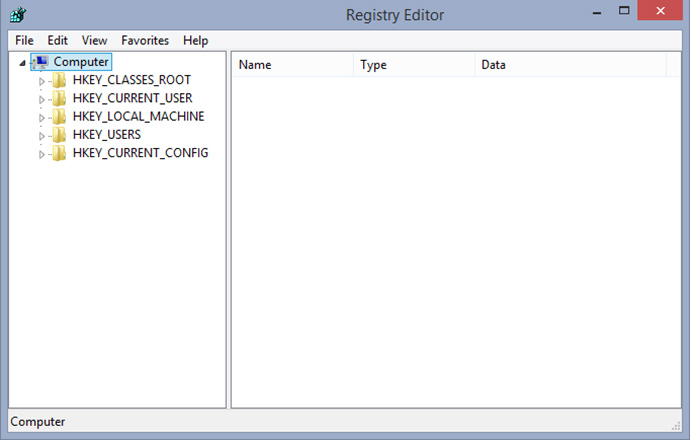 Registry Editor
File Edit View Favorites Help
Computer
HKEY_CLASSES_ROOT
HKEY_CURRENT_USER
HKEY_LOCAL_MACHINE
HKEY_USERS
HKEY_CURRENT_CONFIG
Name Type Data
Computer